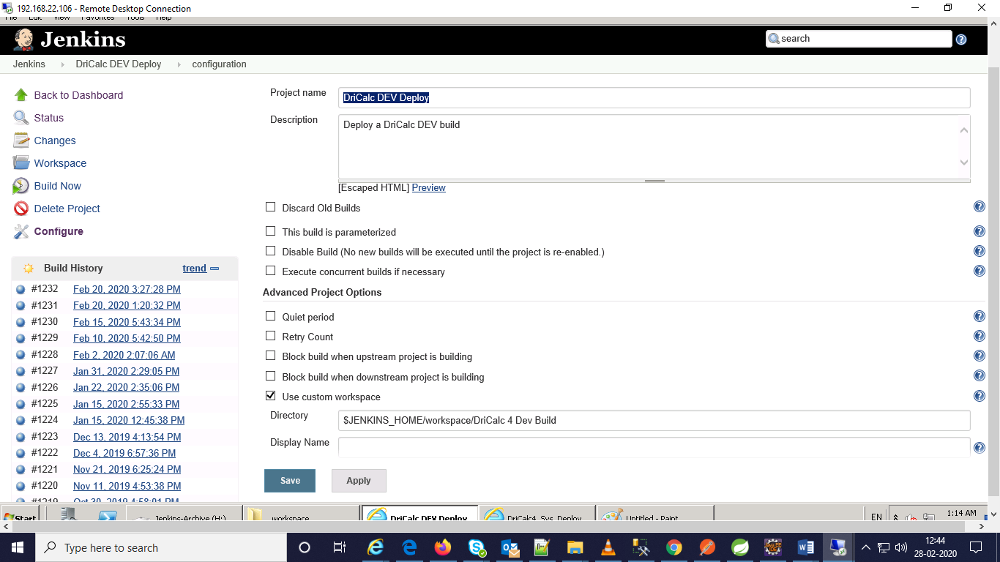 192.168.22.106 - Remote Desktop Connection
File Edit View Favorites Tools Help
Jenkins
search
Jenkins DriCalc DEV Deploy configuration
Back to Dashboard
Status
Changes
Workspace
Build Now
Delete Project
Configure
Build History trend
#1232 Feb 20, 2020 3:27:28 PM
#1231 Feb 20, 2020 1:20:32 PM
#1230 Feb 15, 2020 5:43:34 PM
#1229 Feb 10, 2020 5:42:50 PM
#1228 Feb 2, 2020 2:07:06 AM
#1227 Jan 31, 2020 2:29:05 PM
#1226 Jan 22, 2020 2:35:06 PM
#1225 Jan 15, 2020 2:55:33 PM
#1224 Jan 15, 2020 12:45:38 PM
#1223 Dec 13, 2019 4:13:54 PM
#1222 Dec 4, 2019 6:57:36 PM
#1221 Nov 21, 2019 6:25:24 PM
#1220 Nov 11, 2019 4:53:38 PM
#1219 Oct 30, 2019 4:58:01 PM
Project name DriCalc DEV Deploy
Description Deploy a DriCalc DEV build
[Escaped HTML] Preview
Discard Old Builds
This build is parameterized
Disable Build (No new builds will be executed until the project is re-enabled.)
Execute concurrent builds if necessary
Advanced Project Options
Quiet period
Retry Count
Block build when upstream project is building
Block build when downstream project is building
Use custom workspace
Directory $JENKINS_HOME/workspace/DriCalc 4 Dev Build
Display Name
Save Apply
Start Jenkins-Archive (H:) workspace DriCalc DEV Deploy DriCalc4_Sys_Deploy Untitled - Paint EN 1:14 AM
Type here to search
12:44
28-02-2020